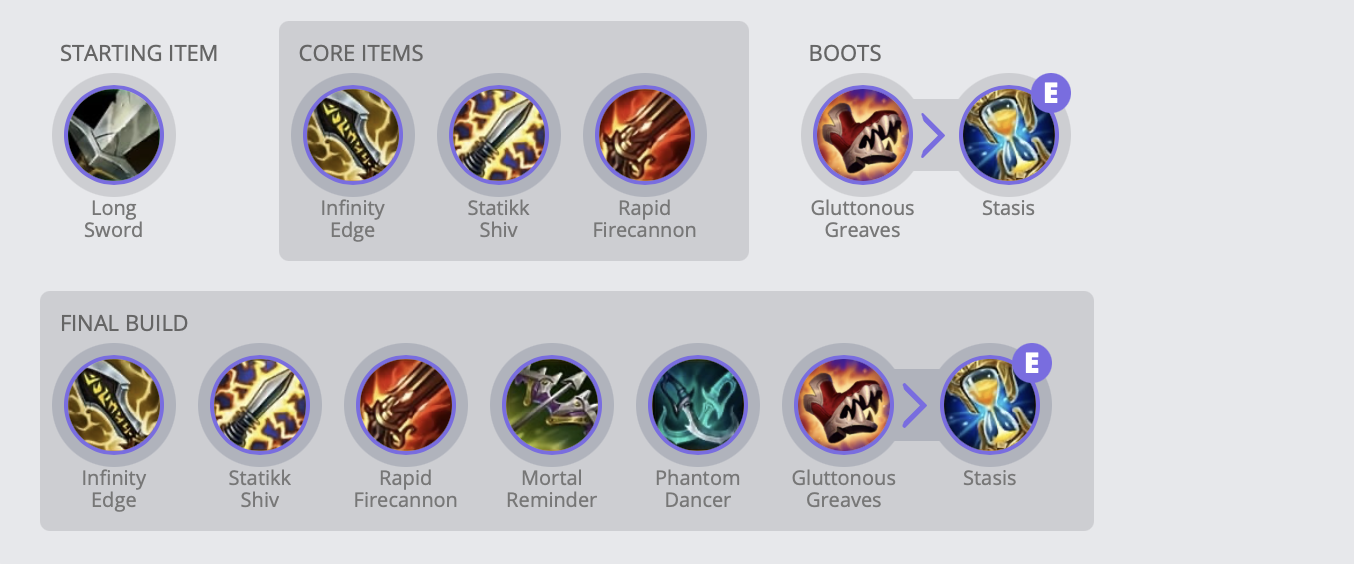 STARTING ITEM
CORE ITEMS
BOOTS
E
Long
Sword
Infinity
Edge
Statikk
Shiv
Rapid
Firecannon
Gluttonous
Greaves
Stasis
FINAL BUILD
E
Infinity
Edge
Statikk
Shiv
Rapid
Firecannon
Mortal
Reminder
Phantom
Dancer
Gluttonous
Greaves
Stasis